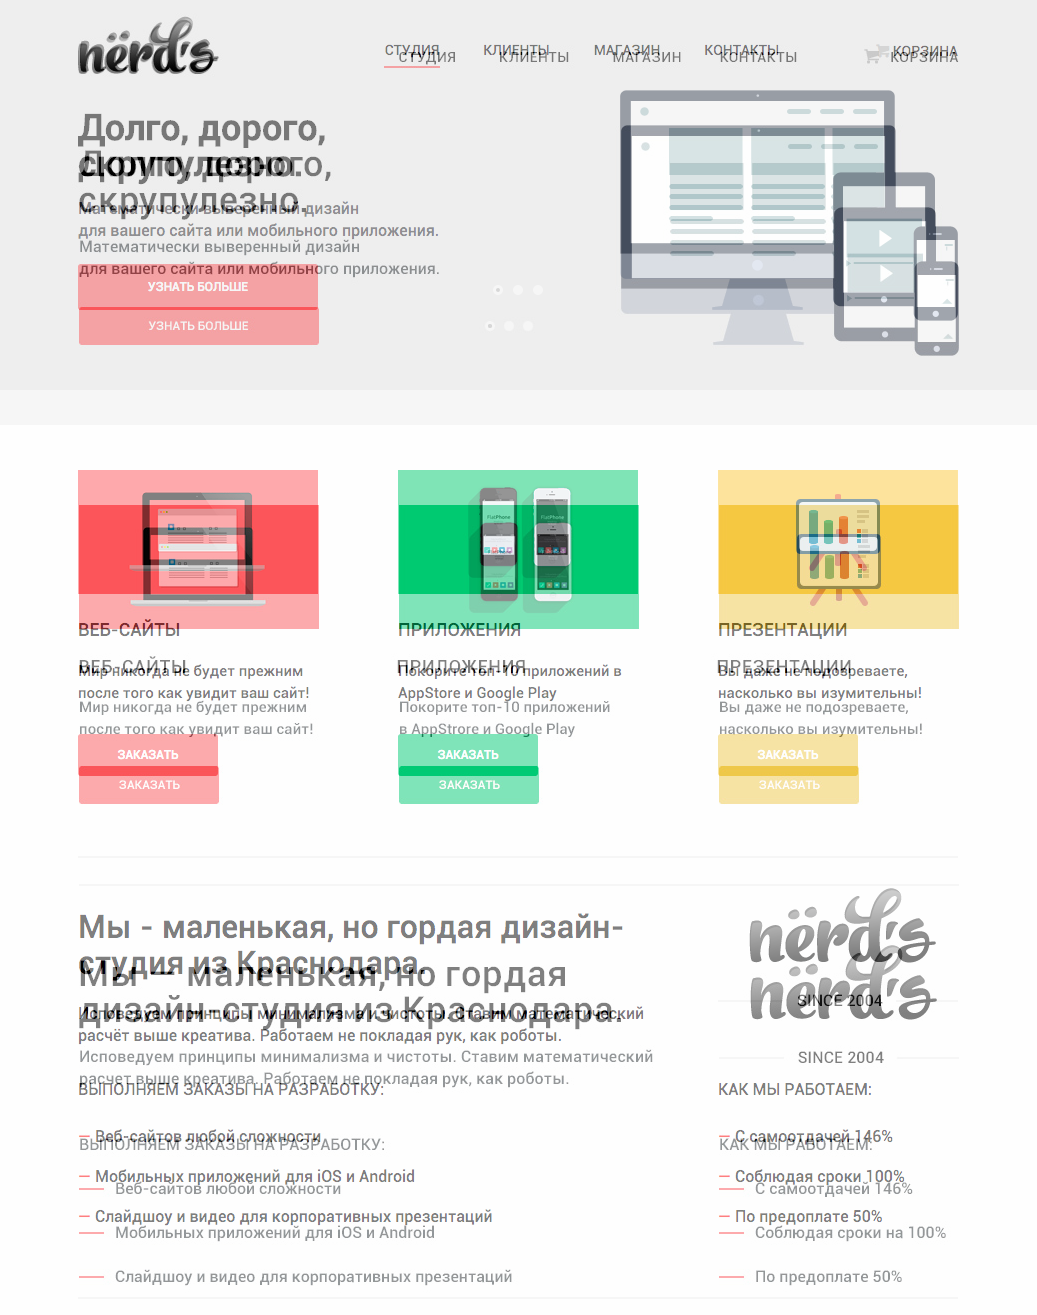 nërd's
СТУДИЯ КЛИЕНТЫ МАГАЗИН КОНТАКТЫ КОРЗИНА
СТУДИЯ КЛИЕНТЫ МАГАЗИН КОНТАКТЫ КОРЗИНА
Долго, дорого,
скрупулезно.
Долго, дорого,
скрупулезно.
Математически выверенный дизайн
для вашего сайта или мобильного приложения.
Математически выверенный дизайн
для вашего сайта или мобильного приложения.
УЗНАТЬ БОЛЬШЕ
УЗНАТЬ БОЛЬШЕ
FlatPhone FlatPhone
ВЕБ-САЙТЫ ПРИЛОЖЕНИЯ ПРЕЗЕНТАЦИИ
ВЕБ- САЙТЫ ПРИЛОЖЕНИЯ ПРЕЗЕНТАЦИИ
Мир никогда не будет прежним Покорите топ-10 приложений в Вы даже не подозреваете,
после того как увидит ваш сайт! AppStore и Google Play насколько вы изумительны!
Мир никогда не будет прежним Покорите топ-10 приложений Вы даже не подозреваете,
после того как увидит ваш сайт! в AppStrore и Google Play насколько вы изумительны!
ЗАКАЗАТЬ ЗАКАЗАТЬ ЗАКАЗАТЬ
ЗАКАЗАТЬ ЗАКАЗАТЬ ЗАКАЗАТЬ
Мы - маленькая, но гордая дизайн-
студия из Краснодара.
Мы — маленькая, но гордая
дизайн-студия из Краснодара.
nërd's
nërd's
SINCE 2004
SINCE 2004
Исповедуем принципы минимализма и чистоты. Ставим математический
расчёт выше креатива. Работаем не покладая рук, как роботы.
Исповедуем принципы минимализма и чистоты. Ставим математический
расчет выше креатива. Работаем не покладая рук, как роботы.
ВЫПОЛНЯЕМ ЗАКАЗЫ НА РАЗРАБОТКУ: КАК МЫ РАБОТАЕМ:
— Веб-сайтов любой сложности — С самоотдачей 146%
ВЫПОЛНЯЕМ ЗАКАЗЫ НА РАЗРАБОТКУ: КАК МЫ РАБОТАЕМ:
— Мобильных приложений для iOS и Android — Соблюдая сроки 100%
— Веб-сайтов любой сложности — С самоотдачей 146%
— Слайдшоу и видео для корпоративных презентаций — По предоплате 50%
— Мобильных приложений для iOS и Android — Соблюдая сроки на 100%
— Слайдшоу и видео для корпоративных презентаций — По предоплате 50%